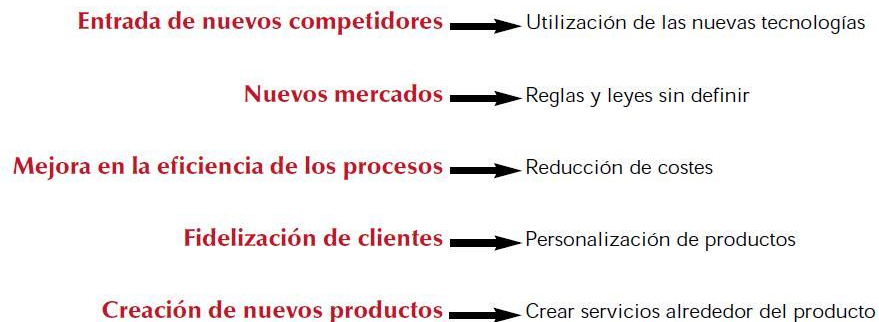 Entrada de nuevos competidores Utilización de las nuevas tecnologías
Nuevos mercados Reglas y leyes sin definir
Mejora en la eficiencia de los procesos Reducción de costes
Fidelización de clientes Personalización de productos
Creación de nuevos productos Crear servicios alrededor del producto